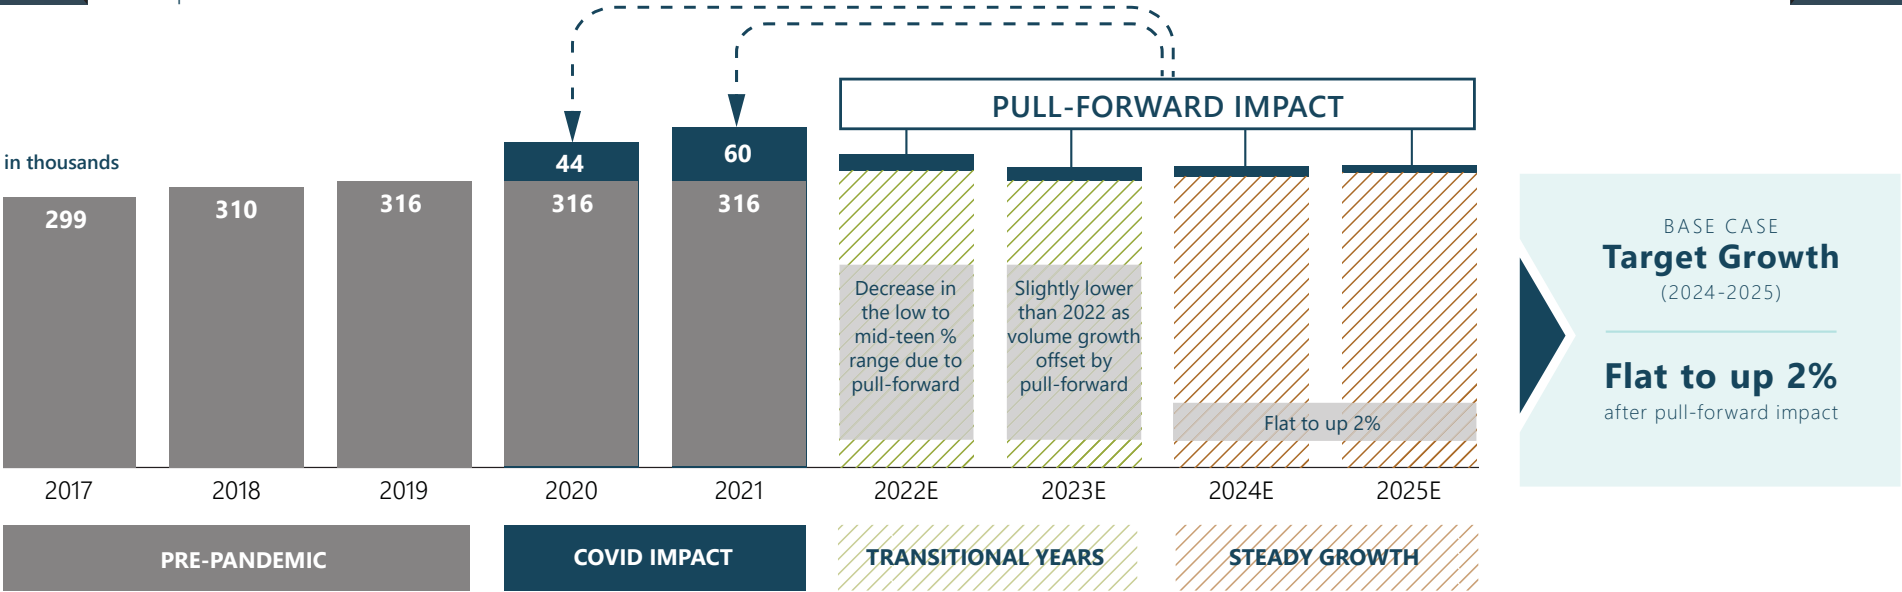 PULL-FORWARD IMPACT
in thousands
299
310
316
44
316
60
316
Decrease in
the low to
mid-teen %
range due to
pull-forward
Slightly lower
than 2022 as
volume growth
offset by
pull-forward
Flat to up 2%
2017
2018
2019
2020
2021
2022E
2023E
2024E
2025E
PRE-PANDEMIC
COVID IMPACT
TRANSITIONAL YEARS
STEADY GROWTH
BASE CASE
Target Growth
(2024-2025)
Flat to up 2%
after pull-forward impact